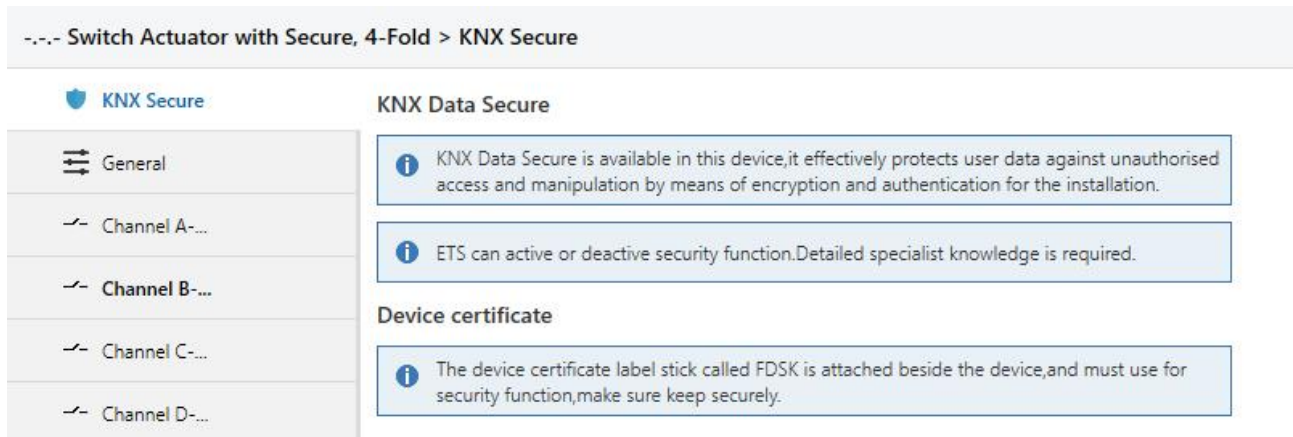 -.-.- Switch Actuator with Secure, 4-Fold > KNX Secure
KNX Secure
General
Channel A-...
Channel B-...
Channel C-...
Channel D-...
KNX Data Secure
KNX Data Secure is available in this device,it effectively protects user data against unauthorised
access and manipulation by means of encryption and authentication for the installation.
ETS can active or deactive security function.Detailed specialist knowledge is required.
Device certificate
The device certificate label stick called FDSK is attached beside the device,and must use for
security function,make sure keep securely.